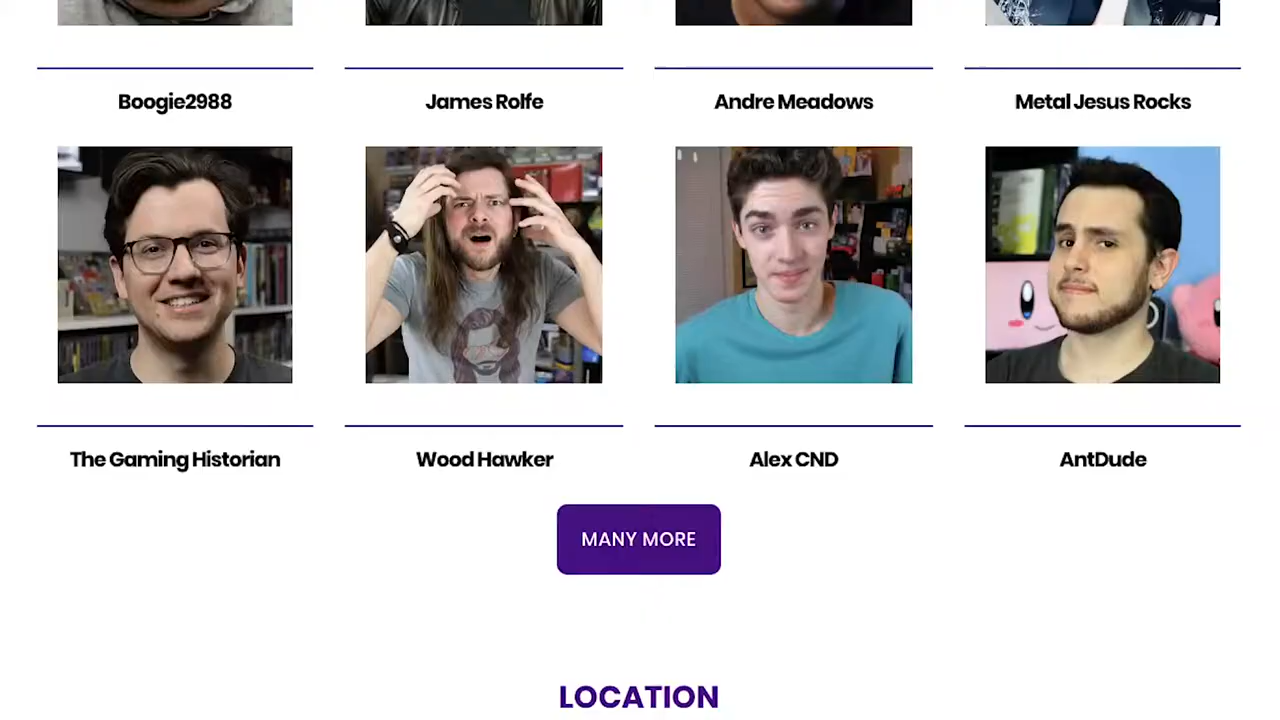 Boogie2988
James Rolfe
Andre Meadows
Metal Jesus Rocks
The Gaming Historian
Wood Hawker
Alex CND
AntDude
MANY MORE
LOCATION